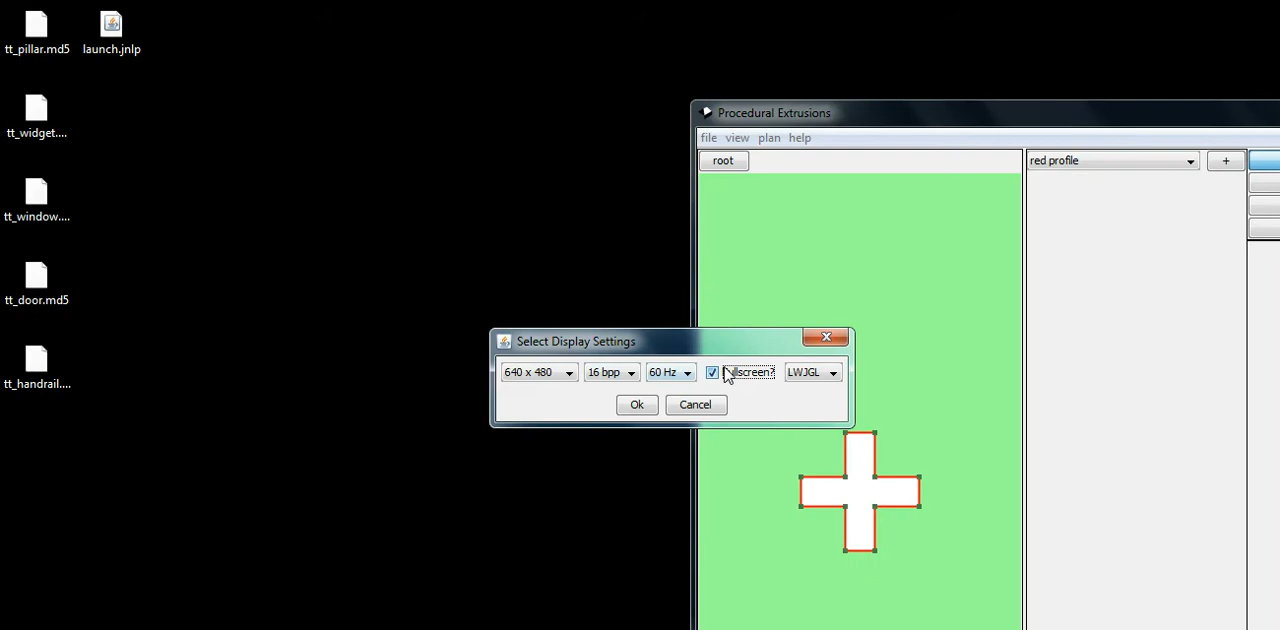 tt_pillar.md5
launch.jnlp
tt_widget....
tt_window....
tt_door.md5
tt_handrail....
Procedural Extrusions
file view plan help
root
red profile
+
Select Display Settings
640 x 480
16 bpp
60 Hz
LWJGL
Ok
Cancel